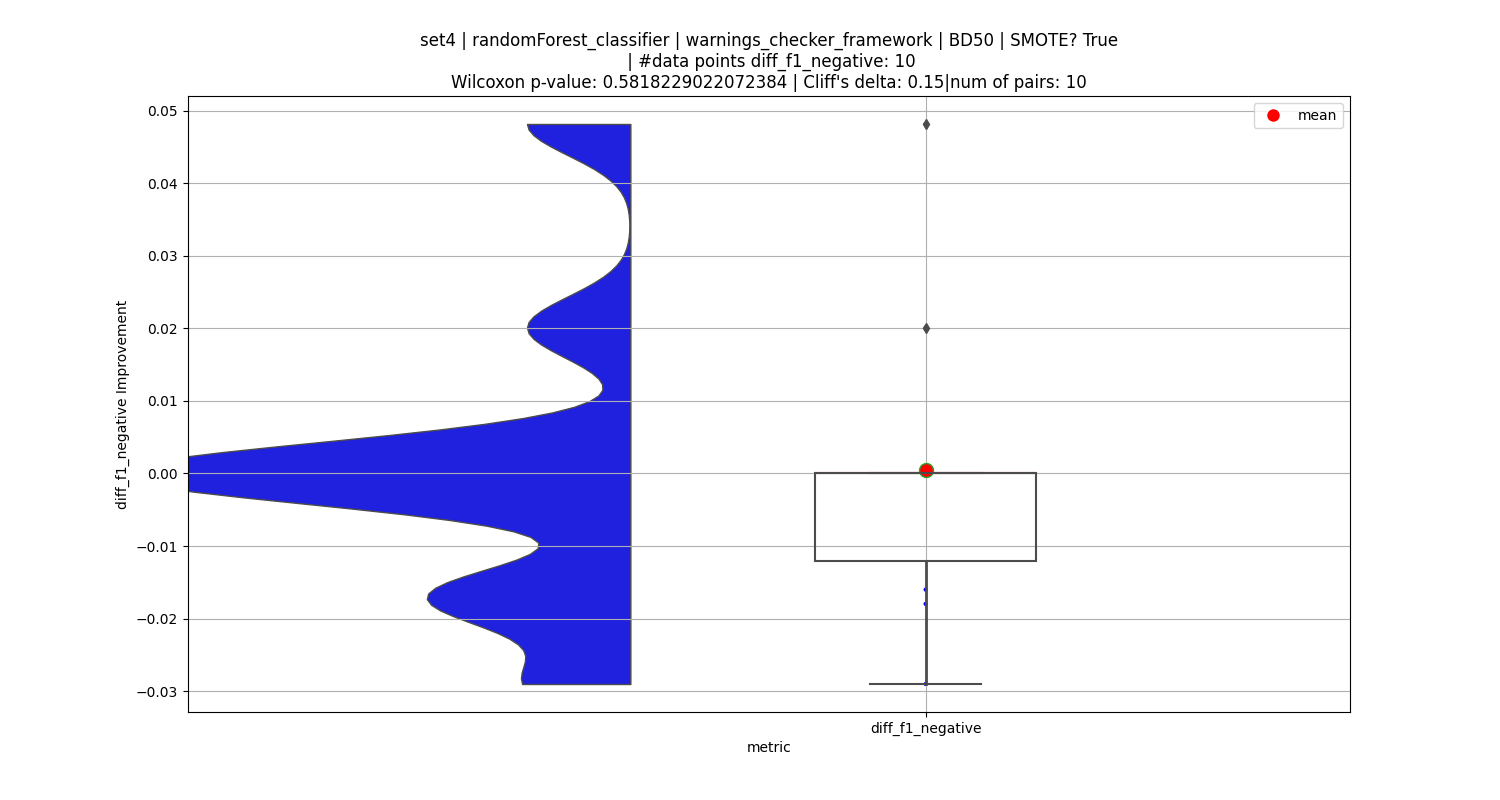 set4 | randomForest_classifier | warnings_checker_framework | BD50 | SMOTE? True
| #data points diff_f1_negative: 10
Wilcoxon p-value: 0.5818229022072384 | Cliff's delta: 0.15|num of pairs: 10
mean
0.05
0.04
0.03
0.02
0.01
0.00
−0.01
−0.02
−0.03
diff_f1_negative Improvement
diff_f1_negative
metric